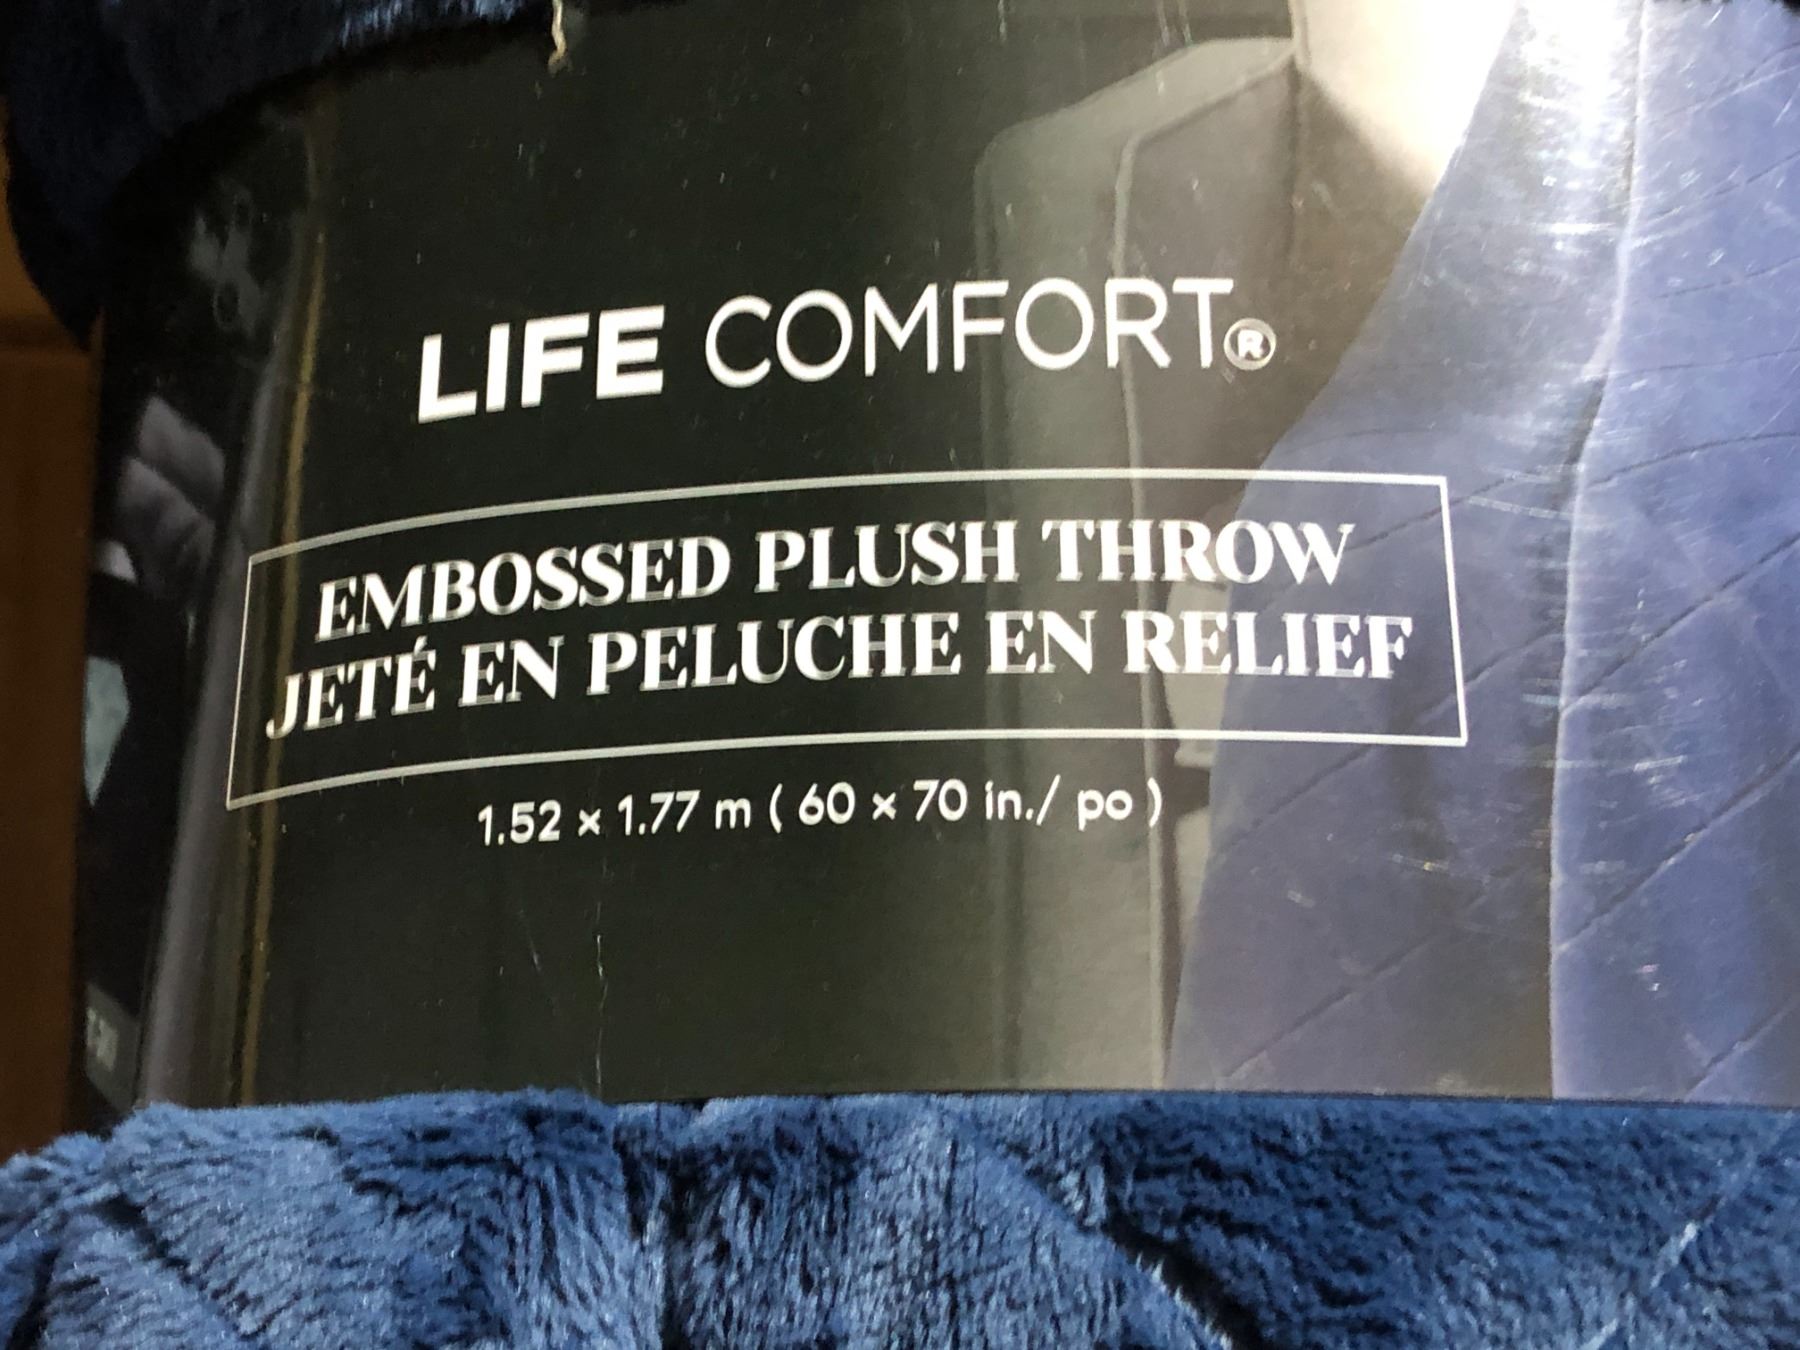 LIFE COMFORT®
EMBOSSED PLUSH THROW
JETÉ EN PELUCHE EN RELIEF
1.52 x 1.77 m ( 60 x 70 in./ po )